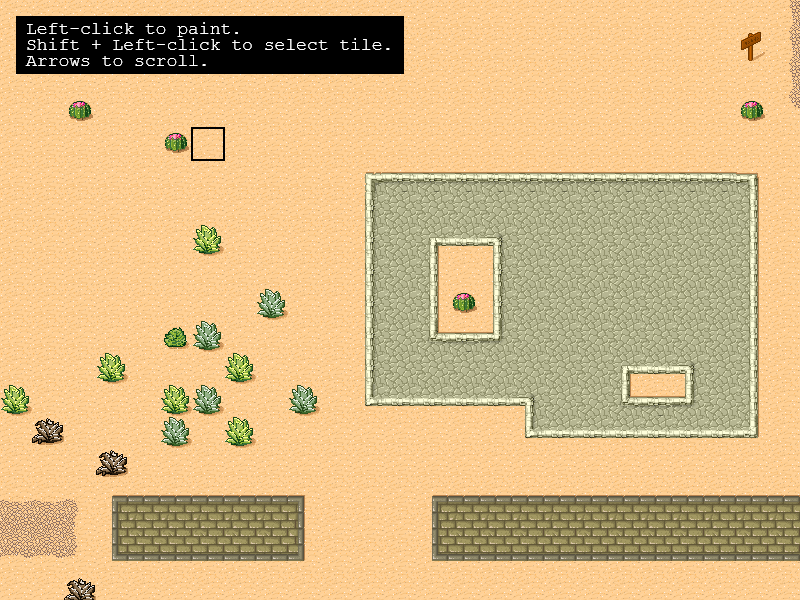 Left-click to paint.
Shift + Left-click to select tile.
Arrows to scroll.